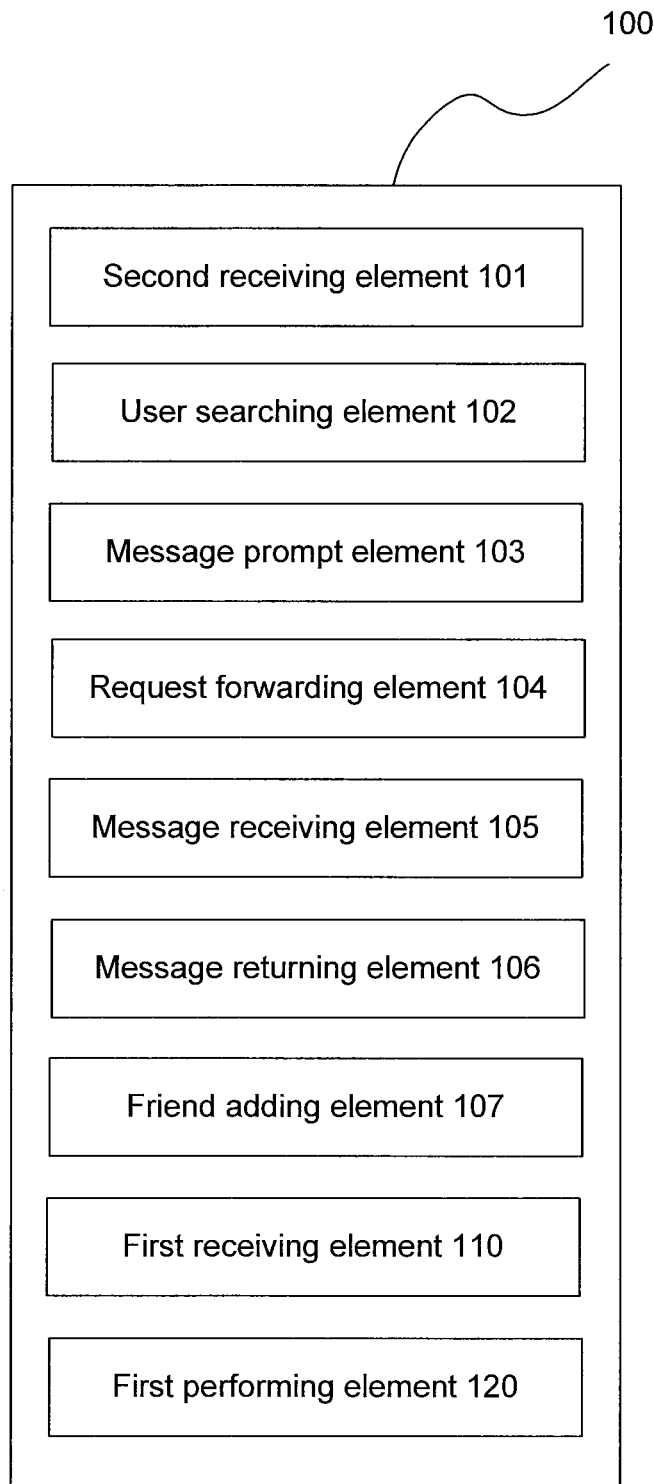 100
Second receiving element 101
User searching element 102
Message prompt element 103
Request forwarding element 104
Message receiving element 105
Message returning element 106
Friend adding element 107
First receiving element 110
First performing element 120